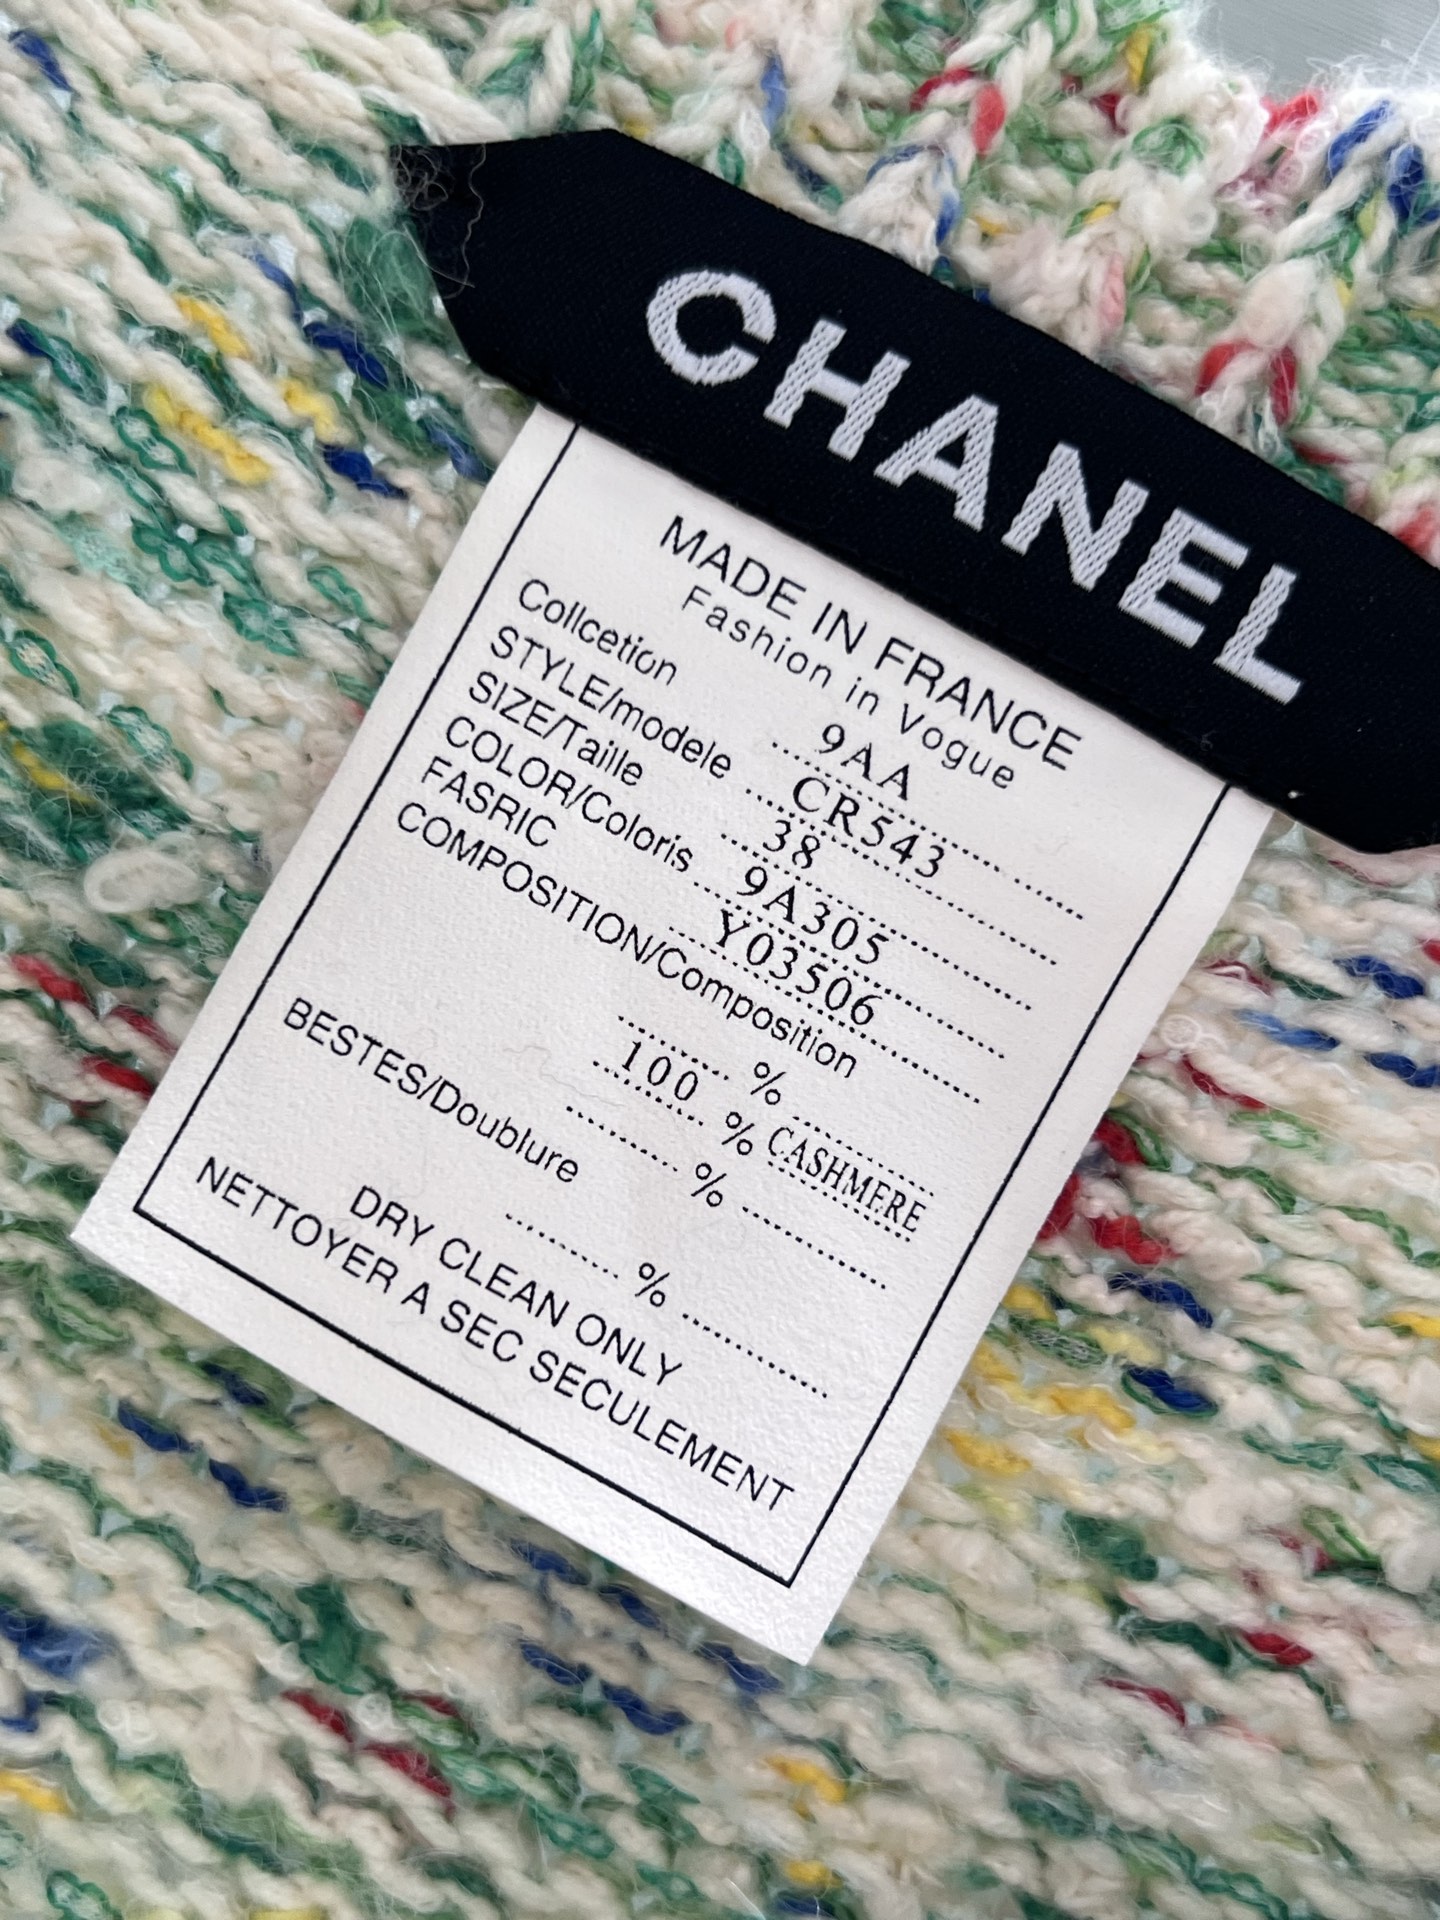 CHANEL
MADE IN FRANCE
Fashion in Vogue
Collcetion ... 9AA
STYLE/modele ... CR543
SIZE/Taille ... 38
COLOR/Coloris ... 9A305
FASRIC ... Y03506
COMPOSITION/Composition
... % ...
100 % CASHMERE
... % ...
BESTES/Doublure
... % ...
DRY CLEAN ONLY
NETTOYER A SEC SECULEMENT